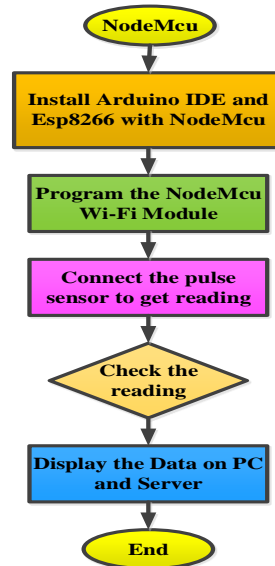 NodeMcu
Install Arduino IDE and
Esp8266 with NodeMcu
Program the NodeMcu
Wi-Fi Module
Connect the pulse
sensor to get reading
Check the
reading
Display the Data on PC
and Server
End